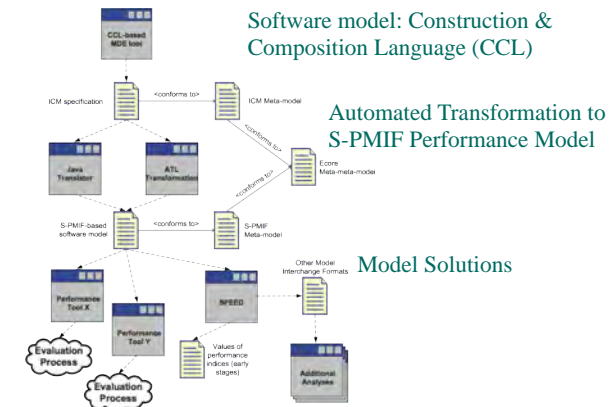 Software model: Construction &
Composition Language (CCL)
CCL-based
MDE tool
ICM specification
<conforms to>
ICM Meta-model
Automated Transformation to
S-PMIF Performance Model
<conforms to>
Java
Translator
ATL
Transformation
Ecore
Meta-meta-model
<conforms to>
S-PMIF-based
software model
<conforms to>
S-PMIF
Meta-model
Model Solutions
Other Model
Interchange Formats
Performance
Tool X
SPEED
Performance
Tool Y
Evaluation
Process
Values of
performance
indices (early
stages)
Additional
Analyses
Evaluation
Process